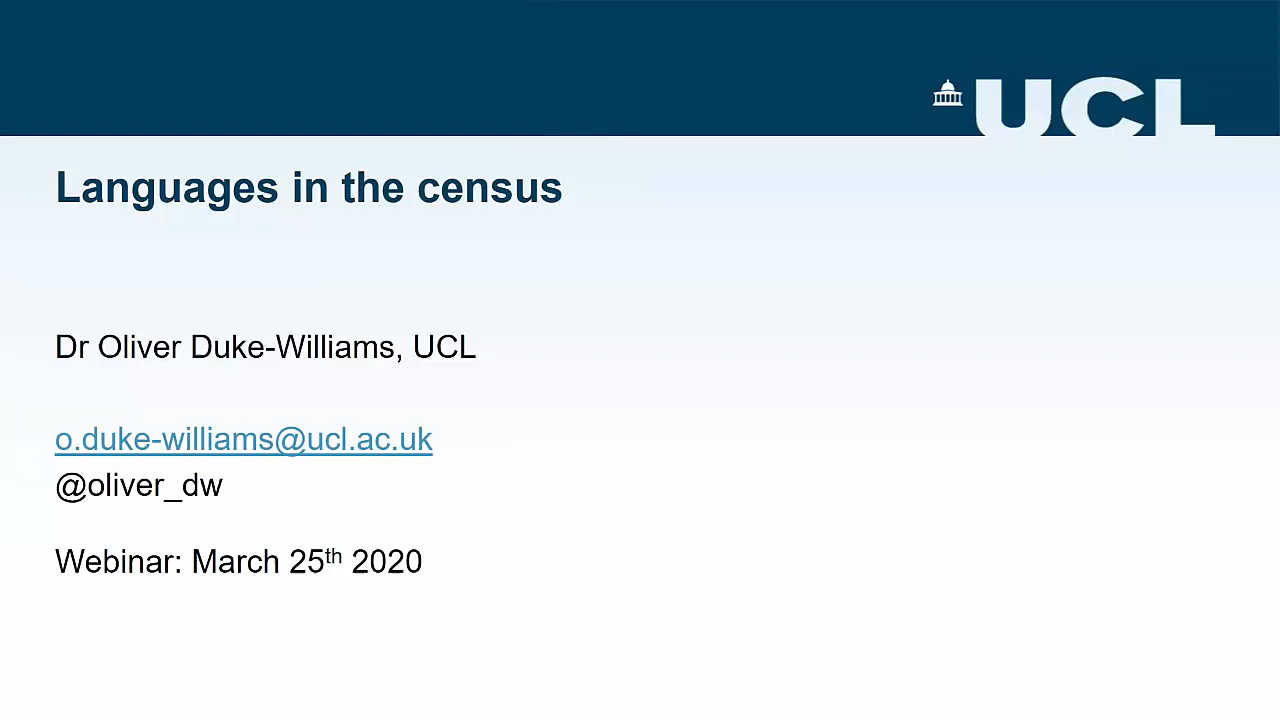 UCL
Languages in the census
Dr Oliver Duke-Williams, UCL
o.duke-williams@ucl.ac.uk
@oliver_dw
Webinar: March 25th 2020